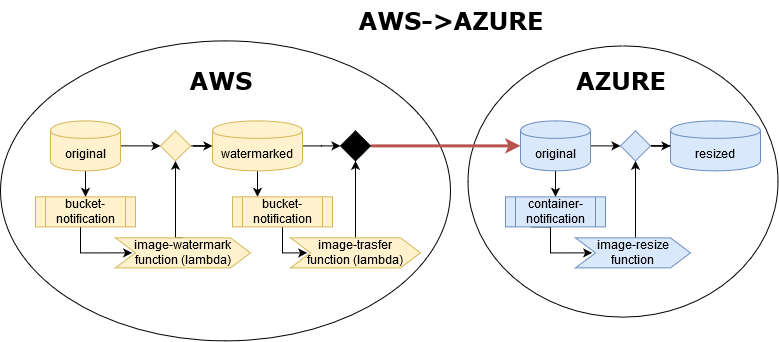 AWS->AZURE
AWS
AZURE
original
watermarked
original
resized
bucket-
notification
bucket-
notification
container-
notification
image-watermark
function (lambda)
image-trasfer
function (lambda)
image-resize
function